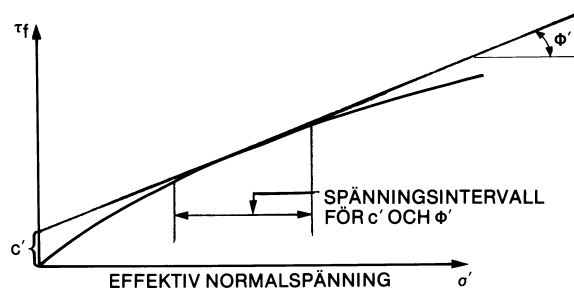 τf
Φ′
SPÄNNINGSINTERVALL
FÖR c′ OCH Φ′
c′
EFFEKTIV NORMALSPÄNNING
σ′